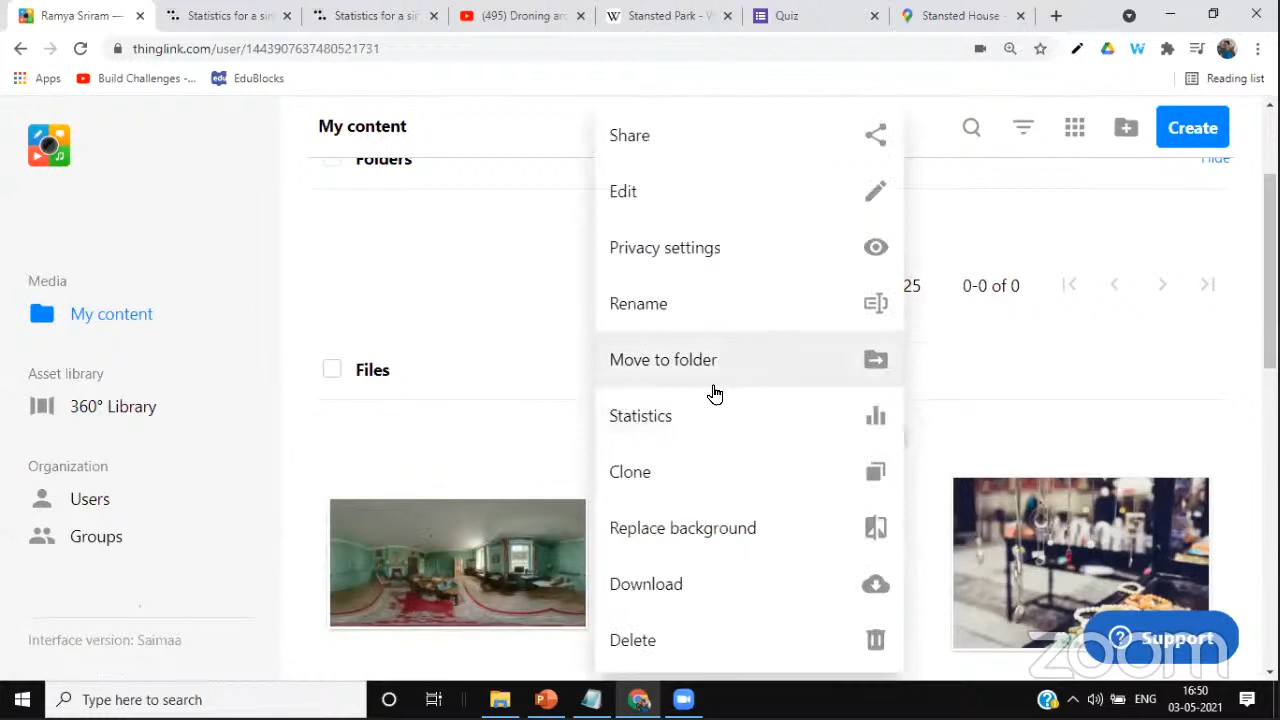 Ramya Sriram —
Statistics for a sin
Statistics for a sin
(495) Droning aro
Stansted Park - W
Quiz
Stansted House -
thinglink.com/user/1443907637480521731
Apps
Build Challenges -...
EduBlocks
Reading list
My content
Create
Folders
Hide
Share
Edit
Privacy settings
Rename
Move to folder
Statistics
Clone
Replace background
Download
Delete
25
0-0 of 0
Media
My content
Asset library
360° Library
Organization
Users
Groups
Files
Interface version: Saimaa
Support
zoom
Type here to search
ENG
16:50
03-05-2021